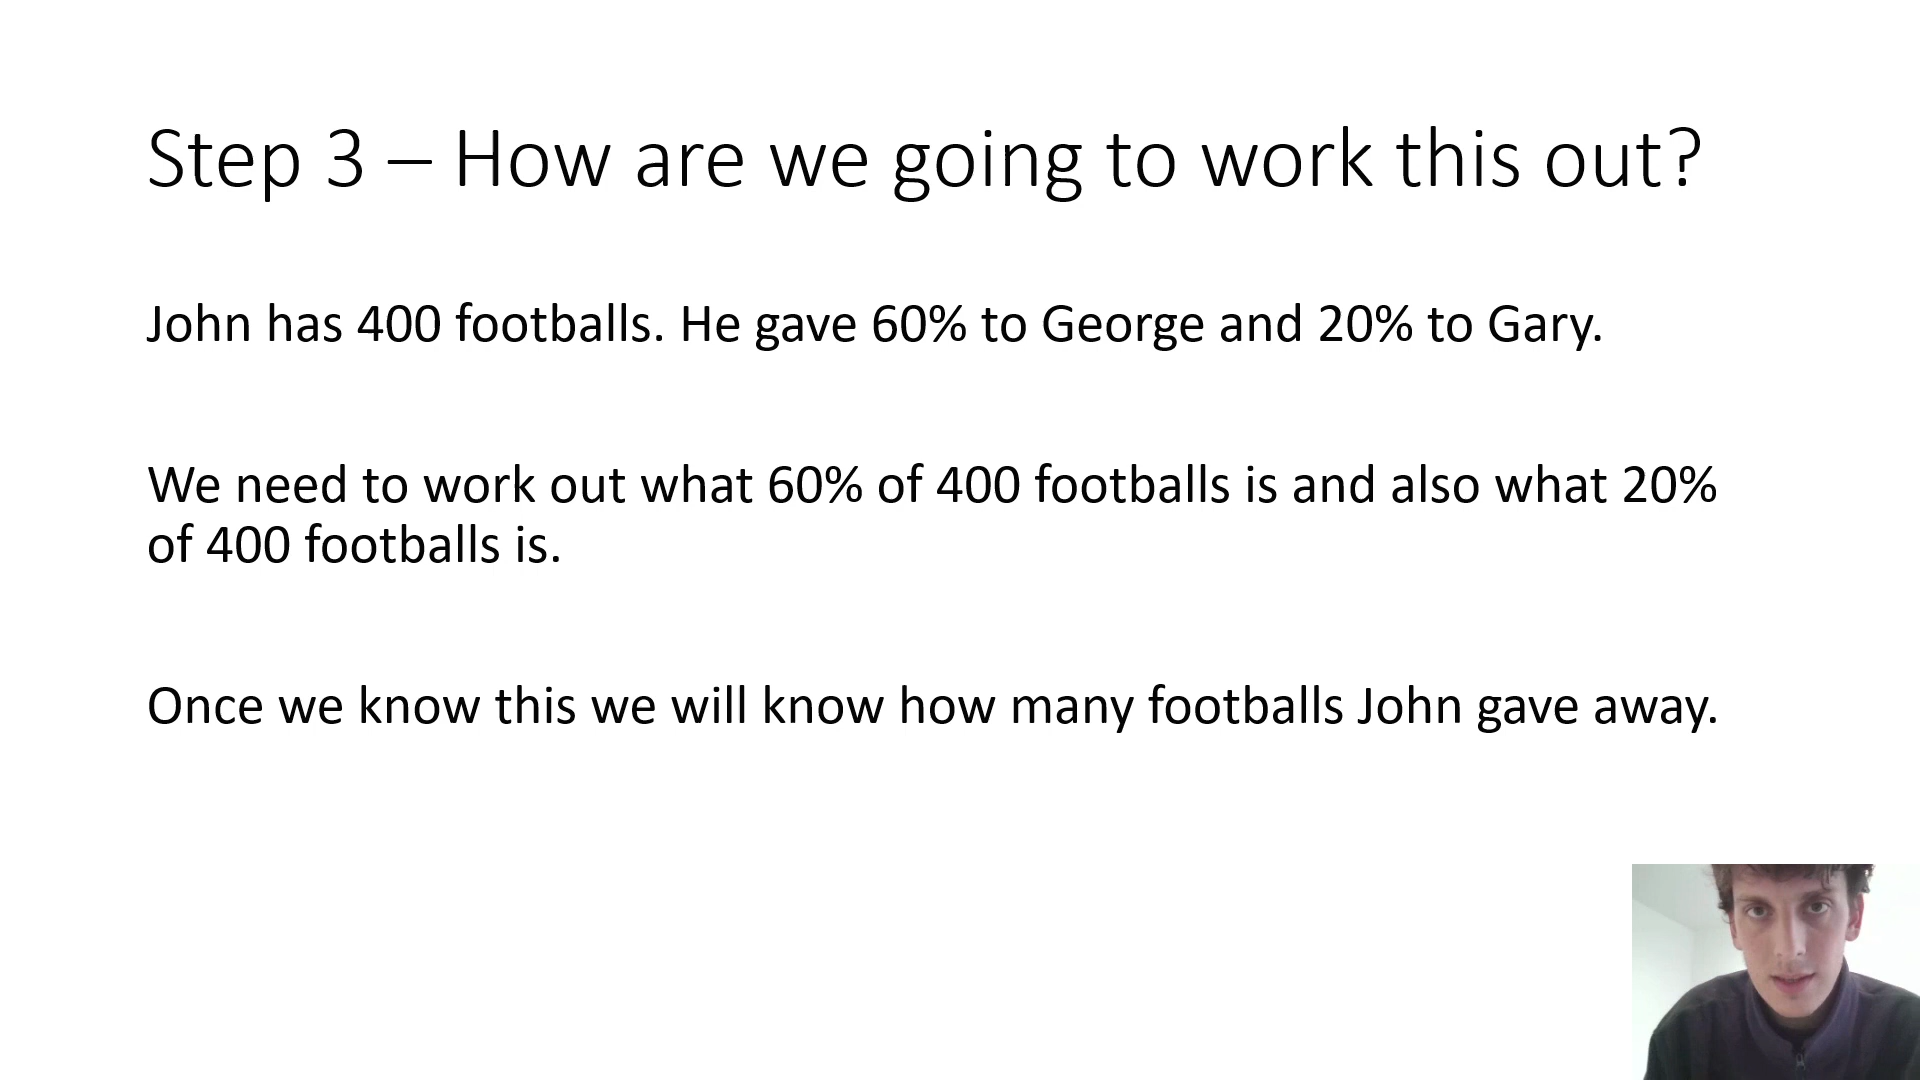 Step 3 – How are we going to work this out?
John has 400 footballs. He gave 60% to George and 20% to Gary.
We need to work out what 60% of 400 footballs is and also what 20%
of 400 footballs is.
Once we know this we will know how many footballs John gave away.